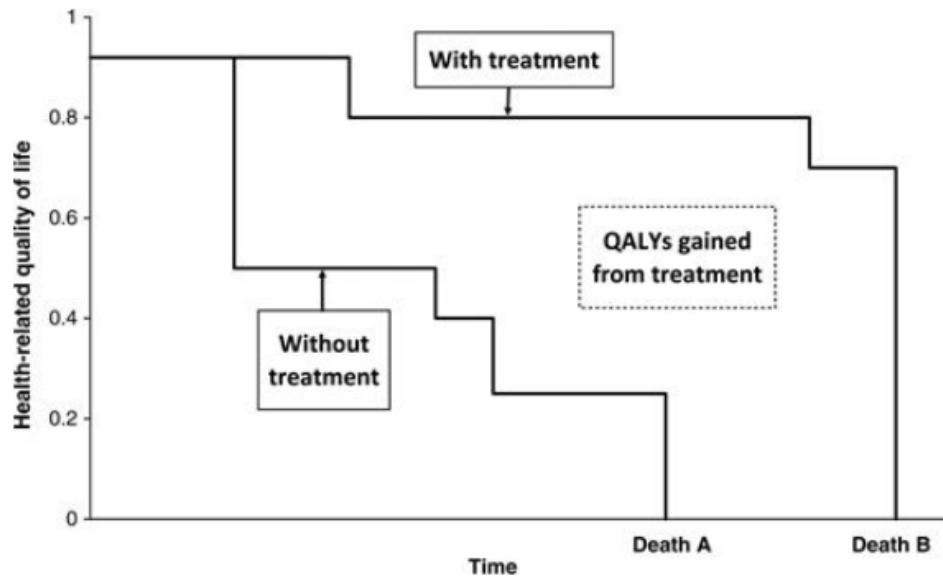 Health-related quality of life
1
0.8
0.6
0.4
0.2
0
With treatment
QALYs gained
from treatment
Without
treatment
Death A
Death B
Time